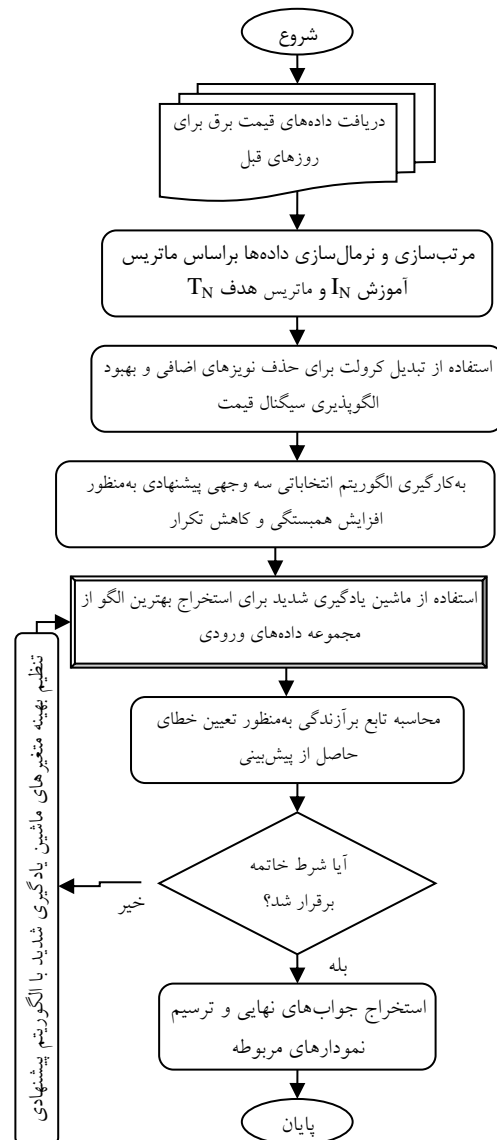 شروع
دریافت داده‌های قیمت برق برای
روزهای قبل
مرتب‌سازی و نرمال‌سازی داده‌ها براساس ماتریس
آموزش I_N و ماتریس هدف T_N
استفاده از تبدیل کرولت برای حذف نویزهای اضافی و بهبود
الگوپذیری سیگنال قیمت
به‌کارگیری الگوریتم انتخاباتی سه وجهی پیشنهادی به‌منظور
افزایش همبستگی و کاهش تکرار
استفاده از ماشین یادگیری شدید برای استخراج بهترین الگو از
مجموعه داده‌های ورودی
محاسبه تابع برآزندگی به‌منظور تعیین خطای
حاصل از پیش‌بینی
آیا شرط خاتمه
برقرار شد؟
خیر
تنظیم بهینه متغیرهای ماشین یادگیری شدید با الگوریتم پیشنهادی
بله
استخراج جواب‌های نهایی و ترسیم
نمودارهای مربوطه
پایان